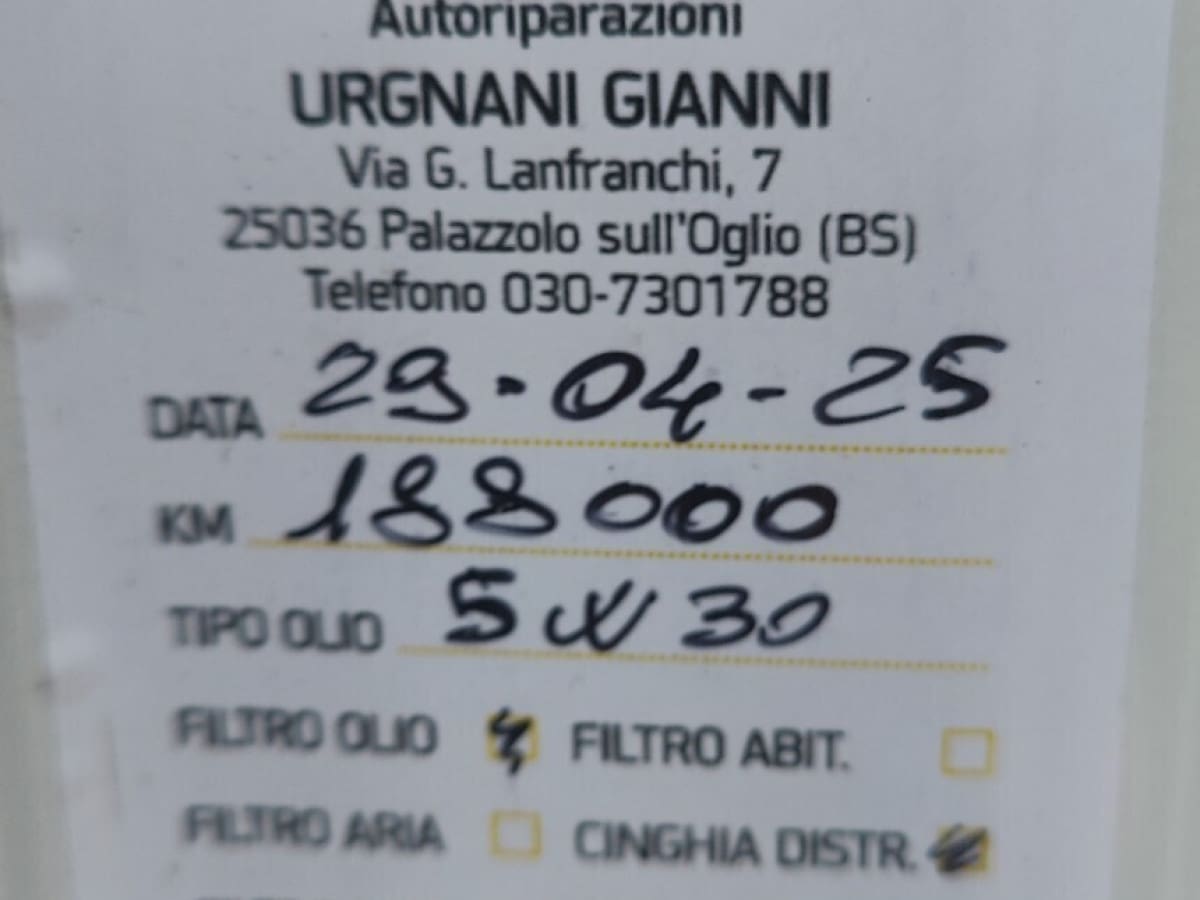 Autoriparazioni
URGNANI GIANNI
Via G. Lanfranchi, 7
25036 Palazzolo sull'Oglio (BS)
Telefono 030-7301788
DATA 29-04-25
KM 188000
TIPO OLIO 5W30
FILTRO OLIO FILTRO ABIT.
FILTRO ARIA CINGHIA DISTR.